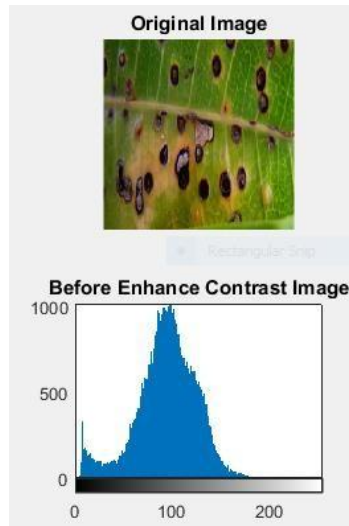 Original Image
Rectangular Snip
Before Enhance Contrast Image
1000
500
0
0 100 200